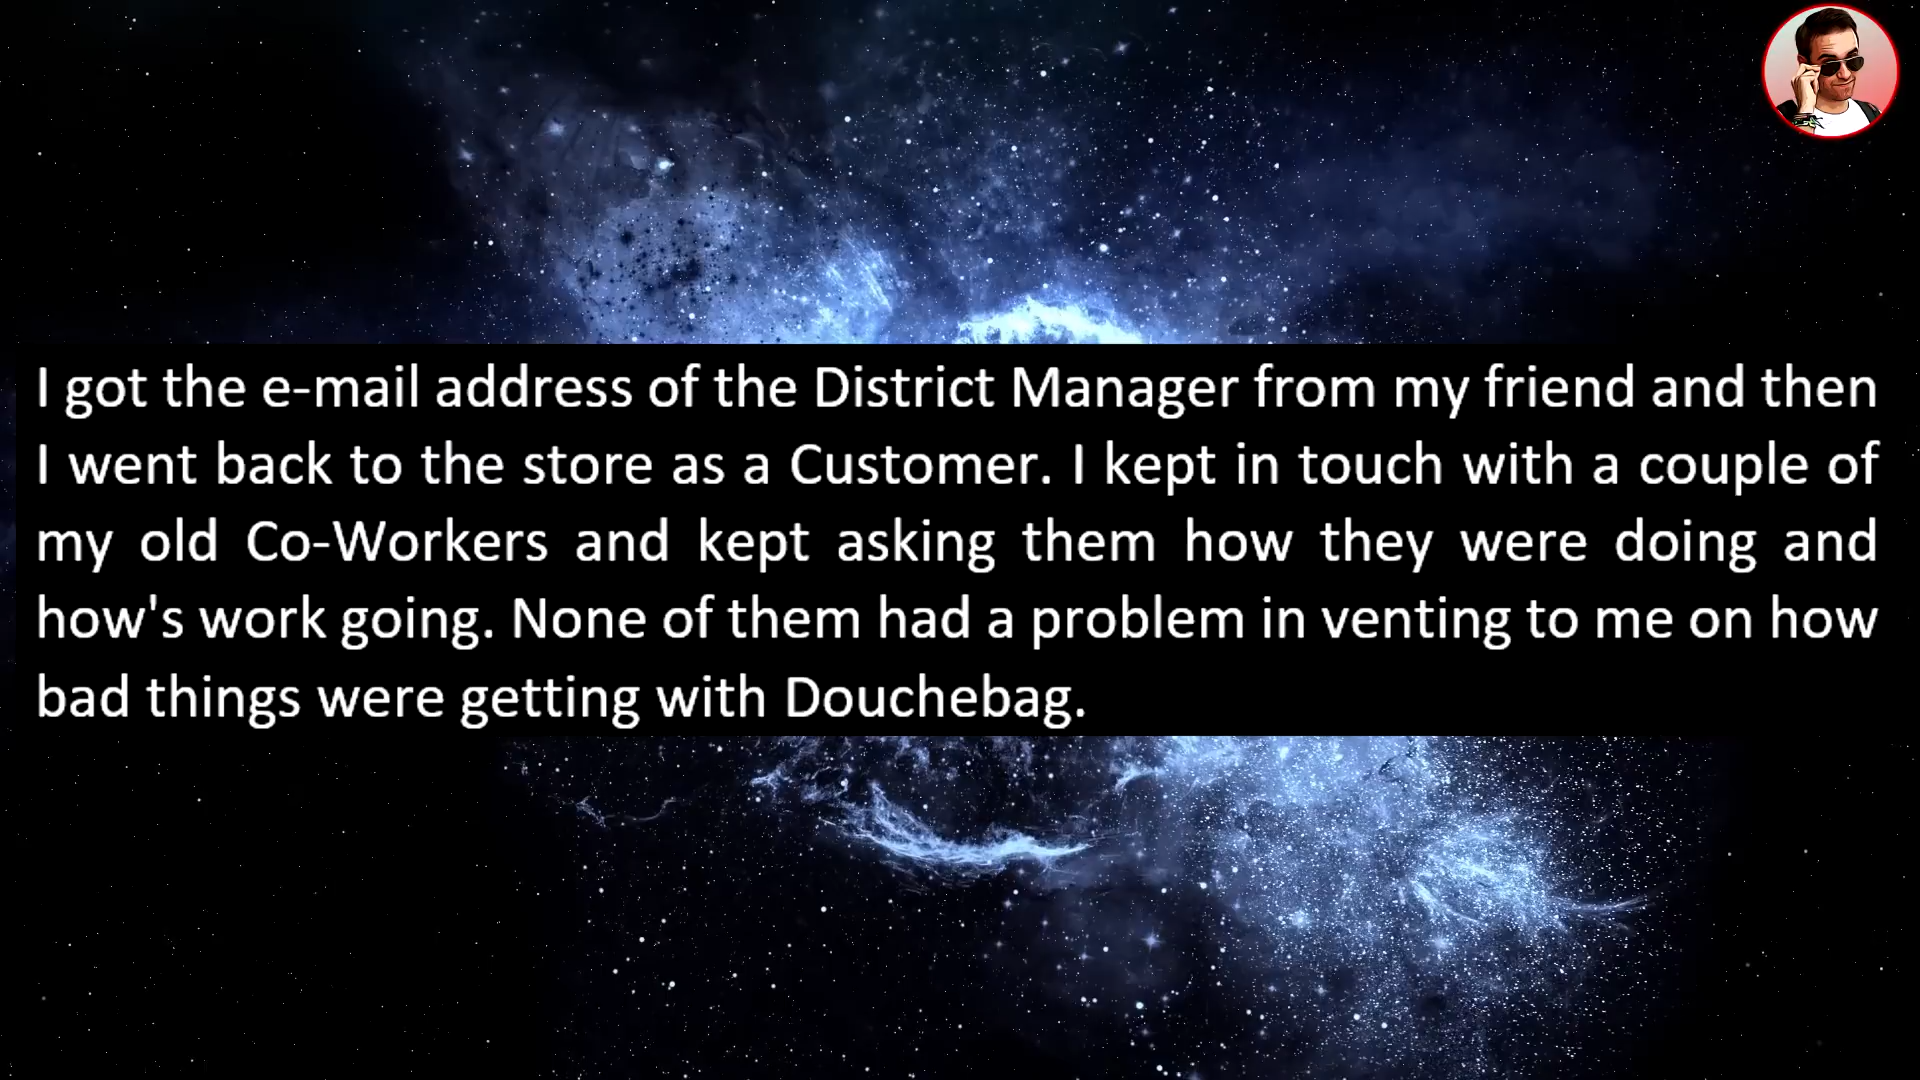 I got the e-mail address of the District Manager from my friend and then
I went back to the store as a Customer. I kept in touch with a couple of
my old Co-Workers and kept asking them how they were doing and
how's work going. None of them had a problem in venting to me on how
bad things were getting with Douchebag.